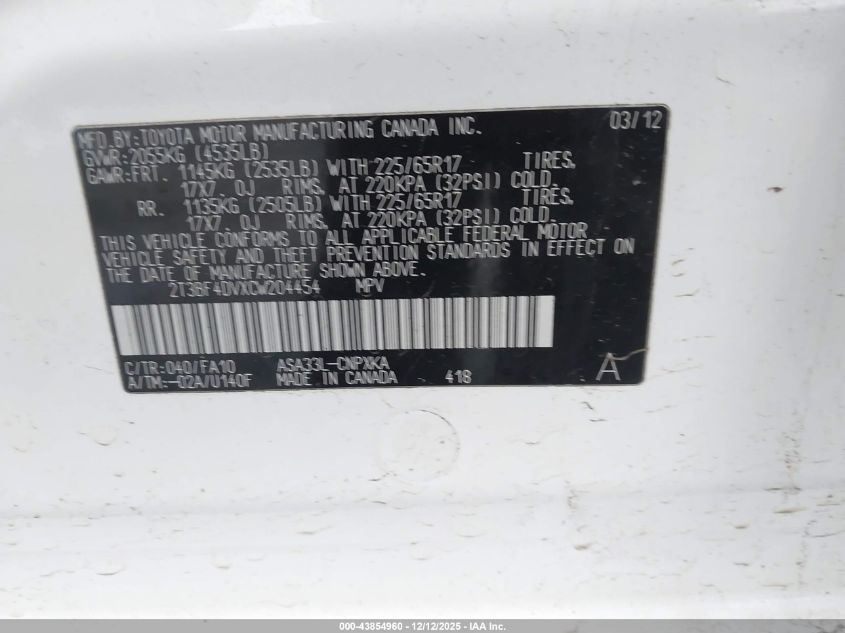 MFD.BY:TOYOTA MOTOR MANUFACTURING CANADA INC. 03/12
GVWR:2055KG (4535LB)
GAWR:FRT. 1145KG (2535LB) WITH 225/65R17 TIRES,
17X7.0J RIMS, AT 220KPA (32PSI) COLD.
RR. 1135KG (2505LB) WITH 225/65R17 TIRES,
17X7.0J RIMS, AT 220KPA (32PSI) COLD.
THIS VEHICLE CONFORMS TO ALL APPLICABLE FEDERAL MOTOR
VEHICLE SAFETY AND THEFT PREVENTION STANDARDS IN EFFECT ON
THE DATE OF MANUFACTURE SHOWN ABOVE.
2T3BF4DVXCW204454 MPV
C/TR:040/FA10 ASA33L-CNPXKA
A/TM:-02A/U140F MADE IN CANADA 418 A
000-43854960 - 12/12/2025 - IAA Inc.